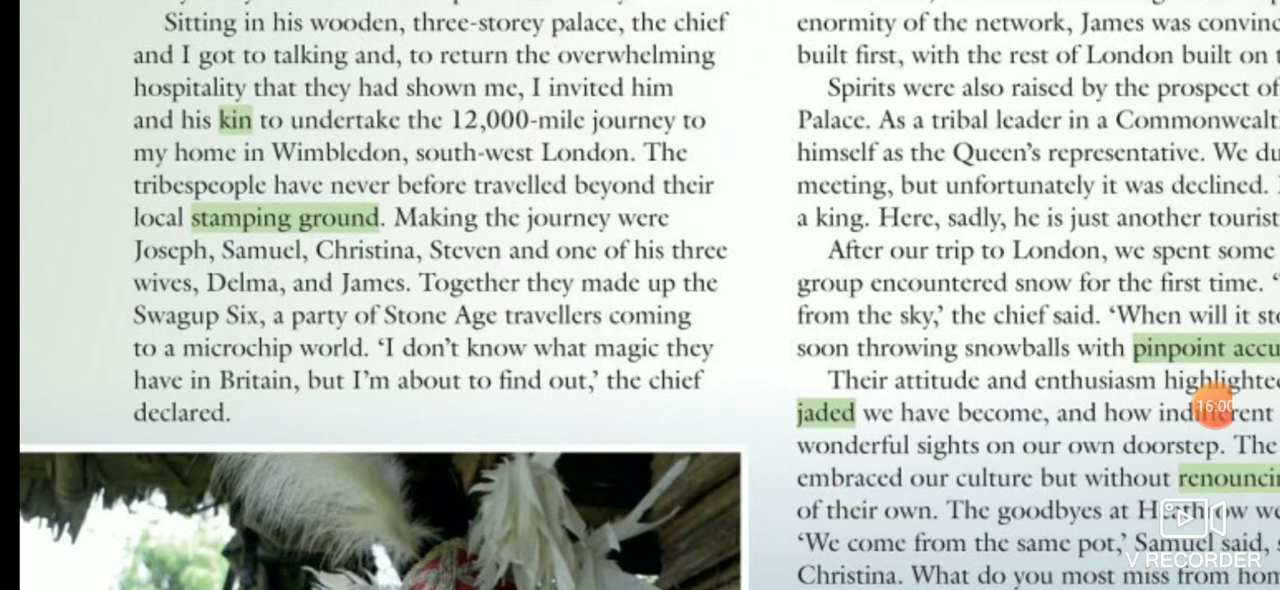 Sitting in his wooden, three-storey palace, the chief
and I got to talking and, to return the overwhelming
hospitality that they had shown me, I invited him
and his kin to undertake the 12,000-mile journey to
my home in Wimbledon, south-west London. The
tribespeople have never before travelled beyond their
local stamping ground. Making the journey were
Joseph, Samuel, Christina, Steven and one of his three
wives, Delma, and James. Together they made up the
Swagup Six, a party of Stone Age travellers coming
to a microchip world. ‘I don’t know what magic they
have in Britain, but I’m about to find out,’ the chief
declared.
enormity of the network, James was
built first, with the rest of London built on
Spirits were also raised by the prospect of
Palace. As a tribal leader in a
himself as the Queen’s representative. We
meeting, but unfortunately it was declined.
a king. Here, sadly, he is just another tourist
After our trip to London, we spent some
group encountered snow for the first time.
from the sky,’ the chief said. ‘When will it
soon throwing snowballs with pinpoint
Their attitude and enthusiasm
jaded we have become, and how indifferent
wonderful sights on our own doorstep. The
embraced our culture but without
of their own. The goodbyes at Heathrow
‘We come from the same pot,’ Samuel said,
Christina. What do you most miss from
16:00
V RECORDER